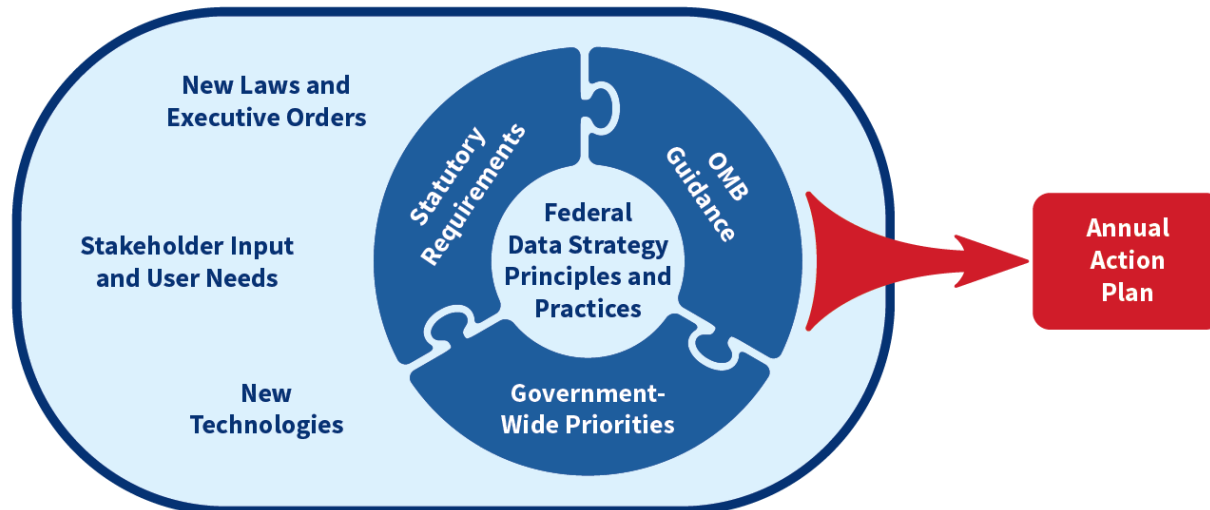 New Laws and
Executive Orders
Stakeholder Input
and User Needs
New
Technologies
Statutory
Requirements
OMB
Guidance
Federal
Data Strategy
Principles and
Practices
Government-
Wide Priorities
Annual
Action
Plan